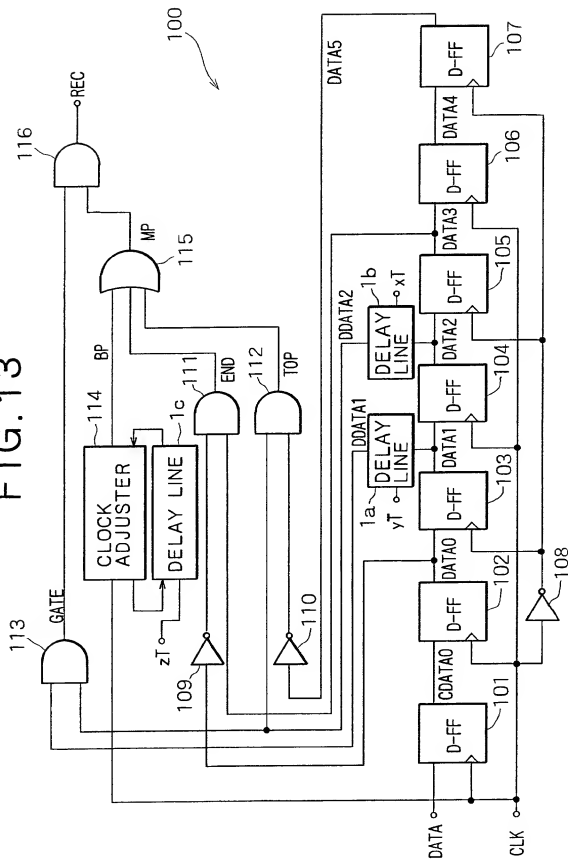 FIG.13
100
113
GATE
116
REC
114
CLOCK
ADJUSTER
BP
MP
115
1c
DELAY LINE
zT
111
END
109
112
TOP
110
DATA5
DDATA1
DDATA2
1a
DELAY
LINE
yT
1b
DELAY
LINE
xT
DATA
CLK
D-FF
101
CDATA0
D-FF
102
DATA0
D-FF
103
DATA1
D-FF
104
DATA2
D-FF
105
DATA3
D-FF
106
DATA4
D-FF
107
108